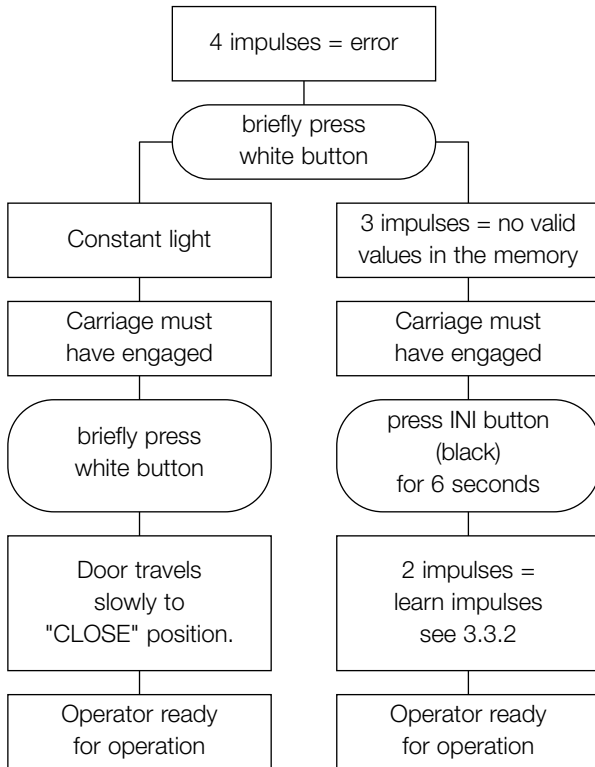 4 impulses = error
briefly press
white button
Constant light
Carriage must
have engaged
briefly press
white button
Door travels
slowly to
"CLOSE" position.
Operator ready
for operation
3 impulses = no valid
values in the memory
Carriage must
have engaged
press INI button
(black)
for 6 seconds
2 impulses =
learn impulses
see 3.3.2
Operator ready
for operation